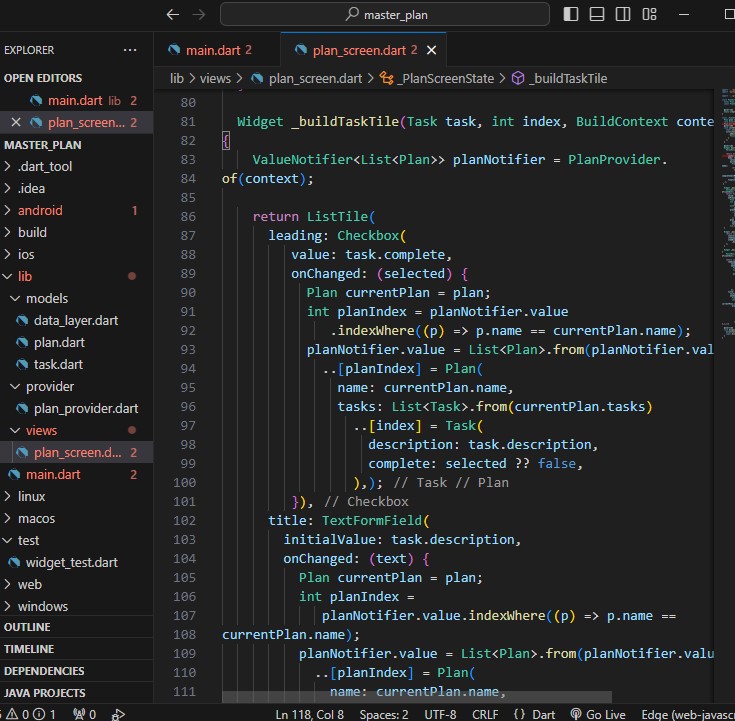 master_plan
EXPLORER
main.dart 2
plan_screen.dart 2
OPEN EDITORS
main.dart lib 2
plan_screen... 2
MASTER_PLAN
.dart_tool
.idea
android 1
build
ios
lib
models
data_layer.dart
plan.dart
task.dart
provider
plan_provider.dart
views
plan_screen.d... 2
main.dart 2
linux
macos
test
widget_test.dart
web
windows
OUTLINE
TIMELINE
DEPENDENCIES
JAVA PROJECTS
lib > views > plan_screen.dart > _PlanScreenState > _buildTaskTile
80
81 Widget _buildTaskTile(Task task, int index, BuildContext conte
82 {
83 ValueNotifier<List<Plan>> planNotifier = PlanProvider.
84 of(context);
85
86 return ListTile(
87 leading: Checkbox(
88 value: task.complete,
89 onChanged: (selected) {
90 Plan currentPlan = plan;
91 int planIndex = planNotifier.value
92 .indexWhere((p) => p.name == currentPlan.name);
93 planNotifier.value = List<Plan>.from(planNotifier.val
94 ..[planIndex] = Plan(
95 name: currentPlan.name,
96 tasks: List<Task>.from(currentPlan.tasks)
97 ..[index] = Task(
98 description: task.description,
99 complete: selected ?? false,
100 ),); // Task // Plan
101 }), // Checkbox
102 title: TextFormField(
103 initialValue: task.description,
104 onChanged: (text) {
105 Plan currentPlan = plan;
106 int planIndex =
107 planNotifier.value.indexWhere((p) => p.name ==
108 currentPlan.name);
109 planNotifier.value = List<Plan>.from(planNotifier.valu
110 ..[planIndex] = Plan(
111 name: currentPlan.name,
0 1 0 Ln 118, Col 8 Spaces: 2 UTF-8 CRLF {} Dart Go Live Edge (web-javasc